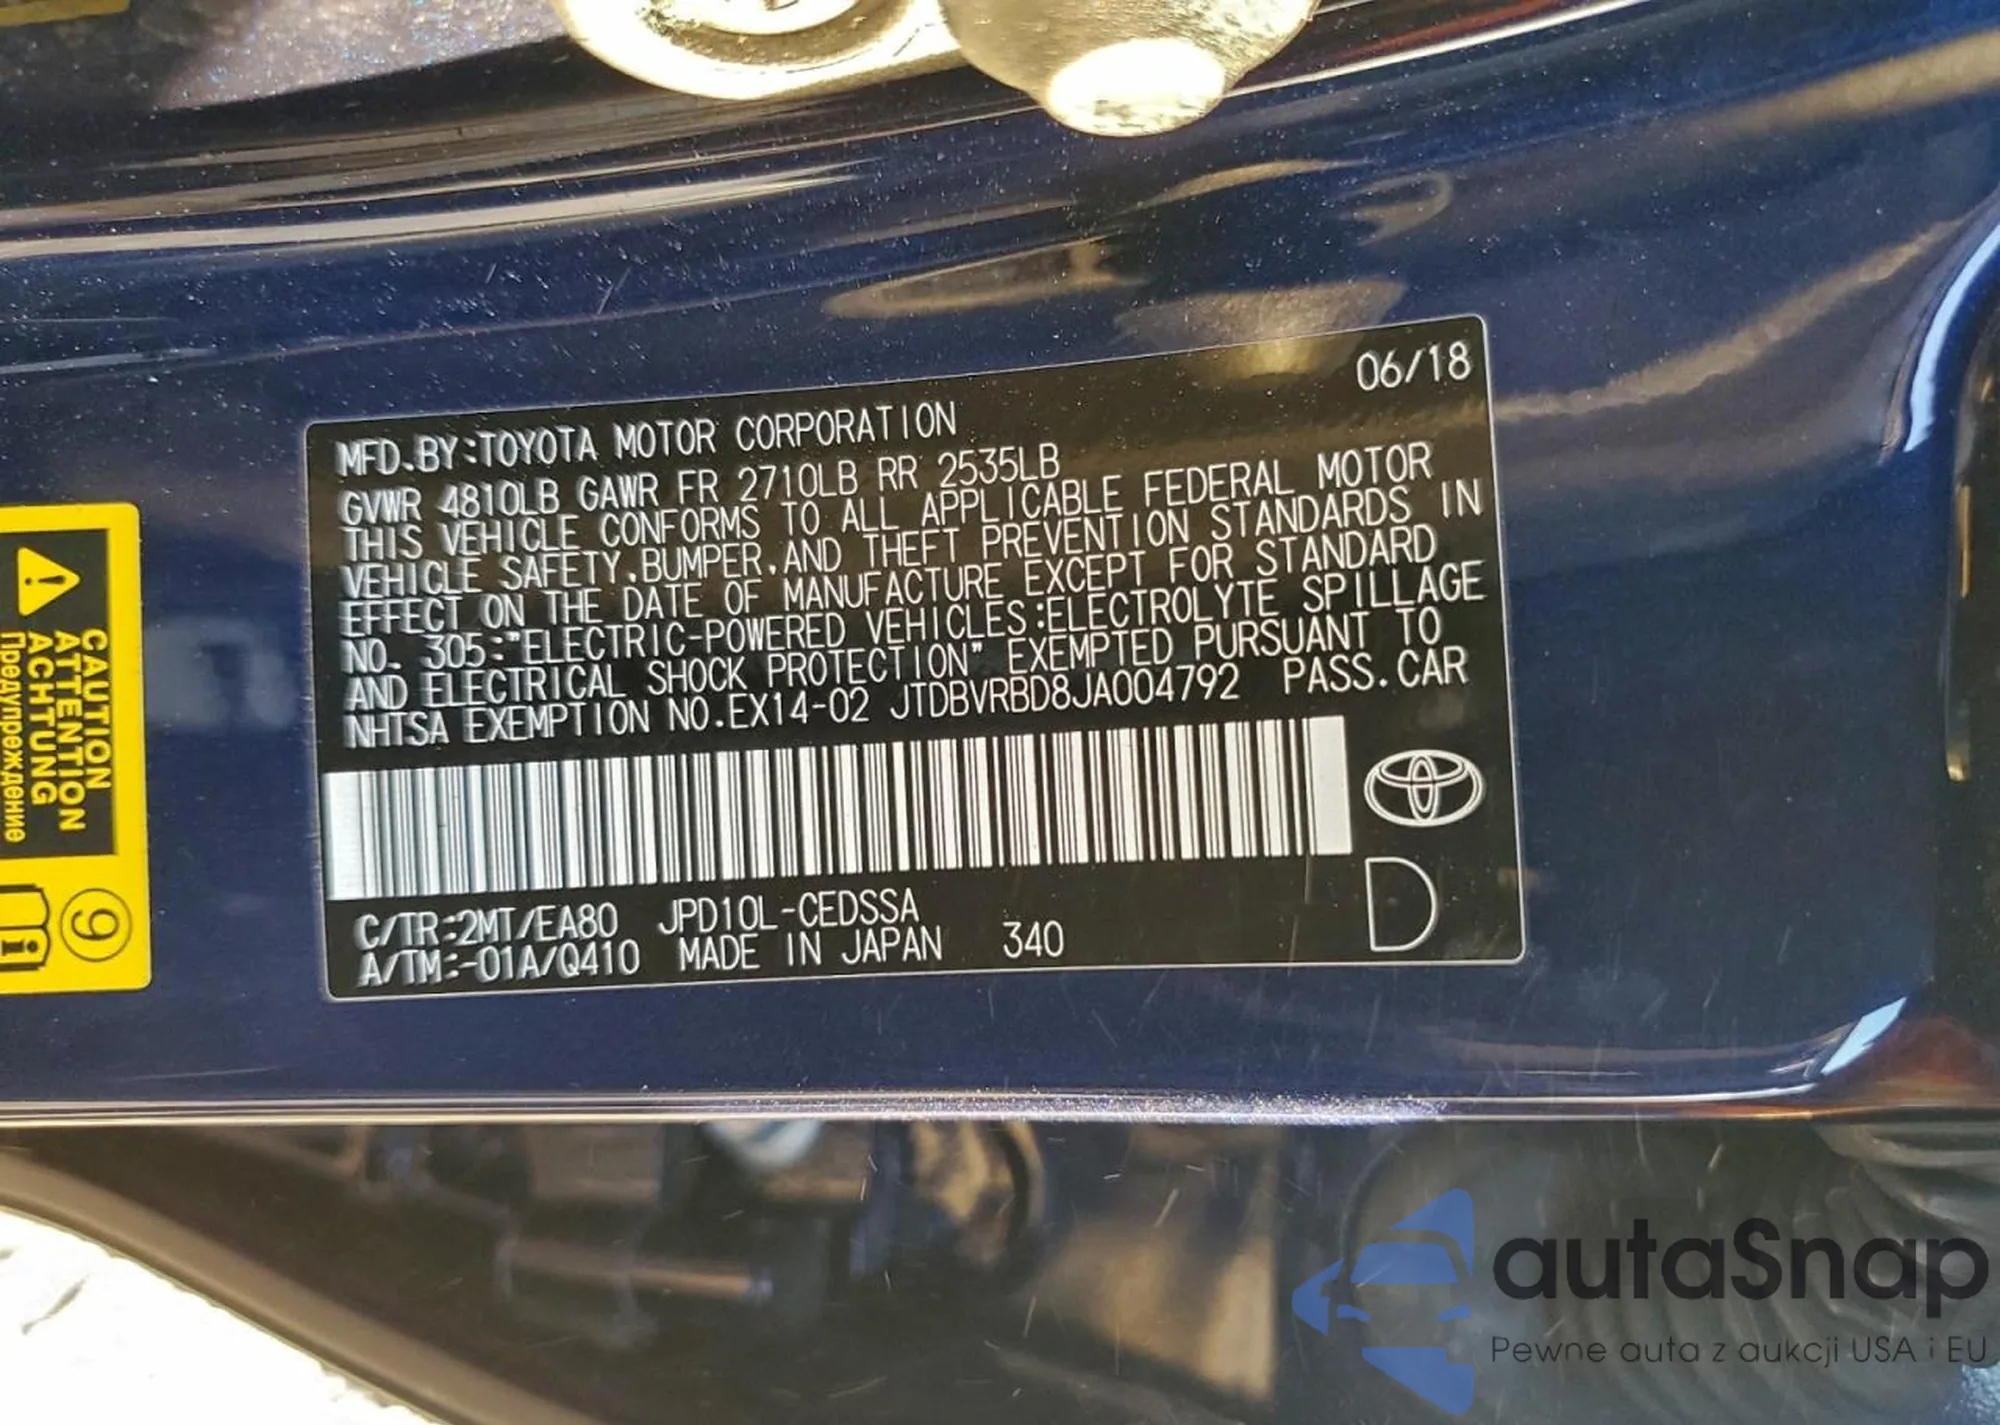 06/18
MFD.BY:TOYOTA MOTOR CORPORATION
GVWR 4810LB GAWR FR 2710LB RR 2535LB
THIS VEHICLE CONFORMS TO ALL APPLICABLE FEDERAL MOTOR
VEHICLE SAFETY,BUMPER,AND THEFT PREVENTION STANDARDS IN
EFFECT ON THE DATE OF MANUFACTURE EXCEPT FOR STANDARD
NO. 305:"ELECTRIC-POWERED VEHICLES:ELECTROLYTE SPILLAGE
AND ELECTRICAL SHOCK PROTECTION" EXEMPTED PURSUANT TO
NHTSA EXEMPTION NO.EX14-02 JTDBVRBD8JA004792 PASS.CAR
C/TR:2MT/EA80 JPD10L-CEDSSA
A/TM:-01A/Q410 MADE IN JAPAN 340
D
CAUTION
ATTENTION
ACHTUNG
Предупреждение
9
autaSnap
Pewne auta z aukcji USA i EU